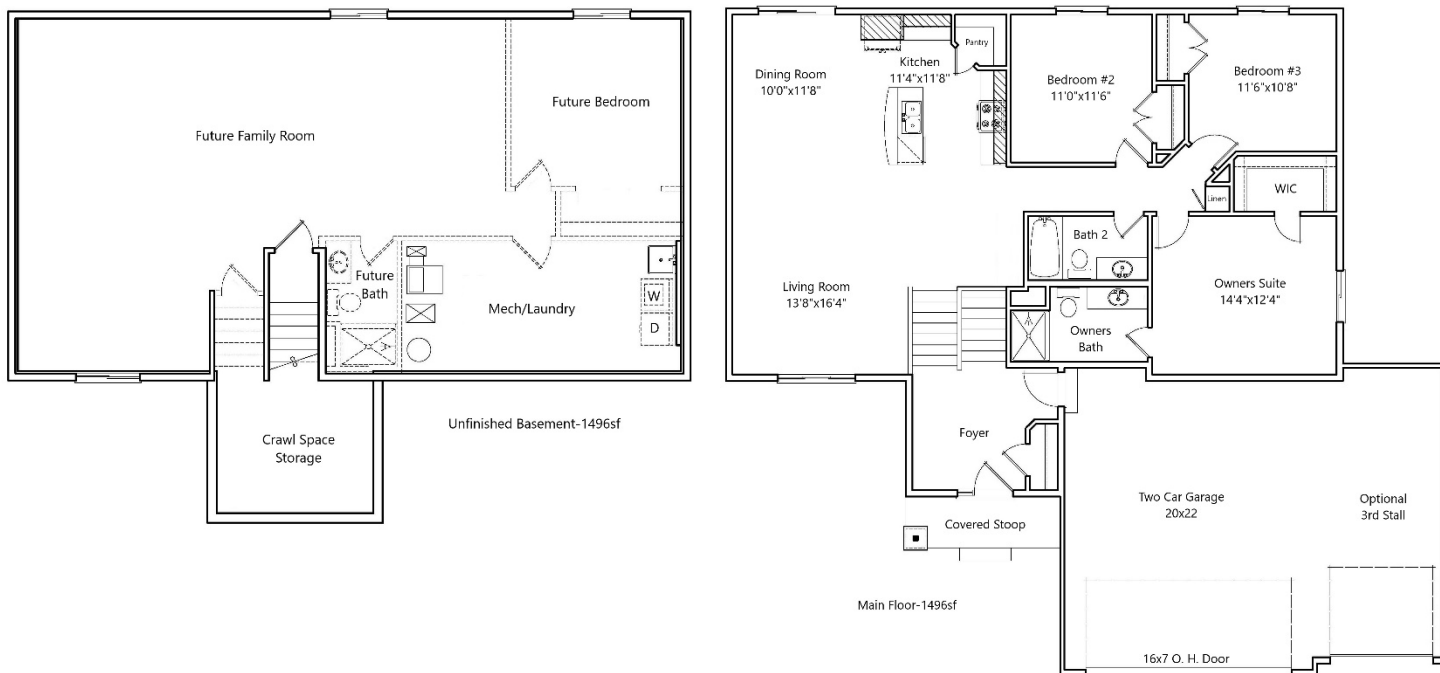 Future Family Room
Future Bedroom
Future
Bath
Mech/Laundry
W
D
Crawl Space
Storage
Unfinished Basement-1496sf
Dining Room
10'0"x11'8"
Kitchen
11'4"x11'8"
Pantry
Bedroom #2
11'0"x11'6"
Bedroom #3
11'6"x10'8"
Linen
WIC
Bath 2
Living Room
13'8"x16'4"
Owners Suite
14'4"x12'4"
Owners
Bath
Foyer
Covered Stoop
Two Car Garage
20x22
Optional
3rd Stall
Main Floor-1496sf
16x7 O. H. Door